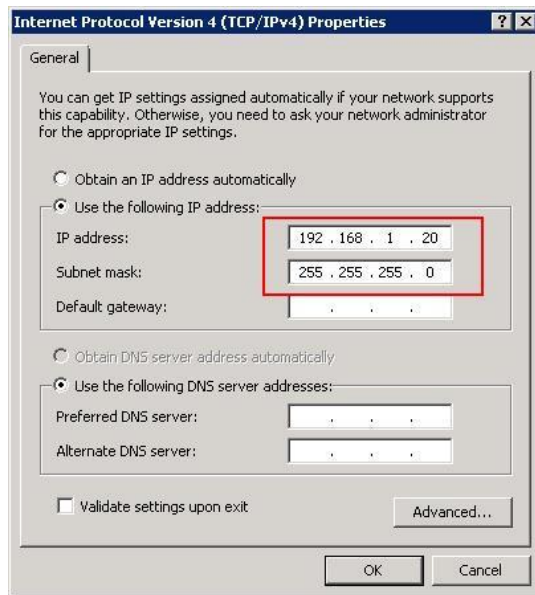 Internet Protocol Version 4 (TCP/IPv4) Properties
General
You can get IP settings assigned automatically if your network supports
this capability. Otherwise, you need to ask your network administrator
for the appropriate IP settings.
Obtain an IP address automatically
Use the following IP address:
IP address: 192 . 168 . 1 . 20
Subnet mask: 255 . 255 . 255 . 0
Default gateway: . . .
Obtain DNS server address automatically
Use the following DNS server addresses:
Preferred DNS server: . . .
Alternate DNS server: . . .
Validate settings upon exit
Advanced...
OK Cancel